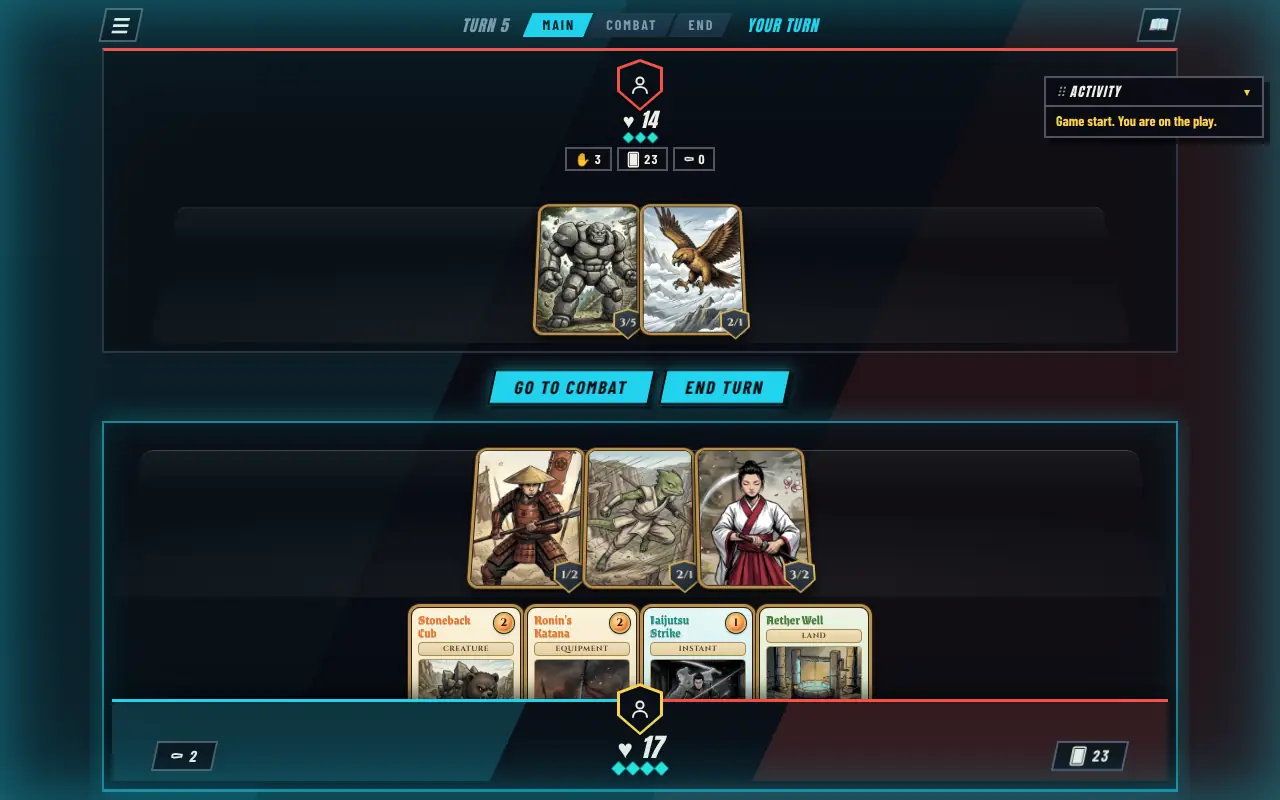 TURN 5 MAIN COMBAT END YOUR TURN
ACTIVITY
Game start. You are on the play.
14
3 23 0
3/5 2/1
GO TO COMBAT END TURN
1/2 2/1 3/2
Stoneback Cub 2
CREATURE
Ronin's Katana 2
EQUIPMENT
Iaijutsu Strike 1
INSTANT
Aether Well
LAND
2
17
23